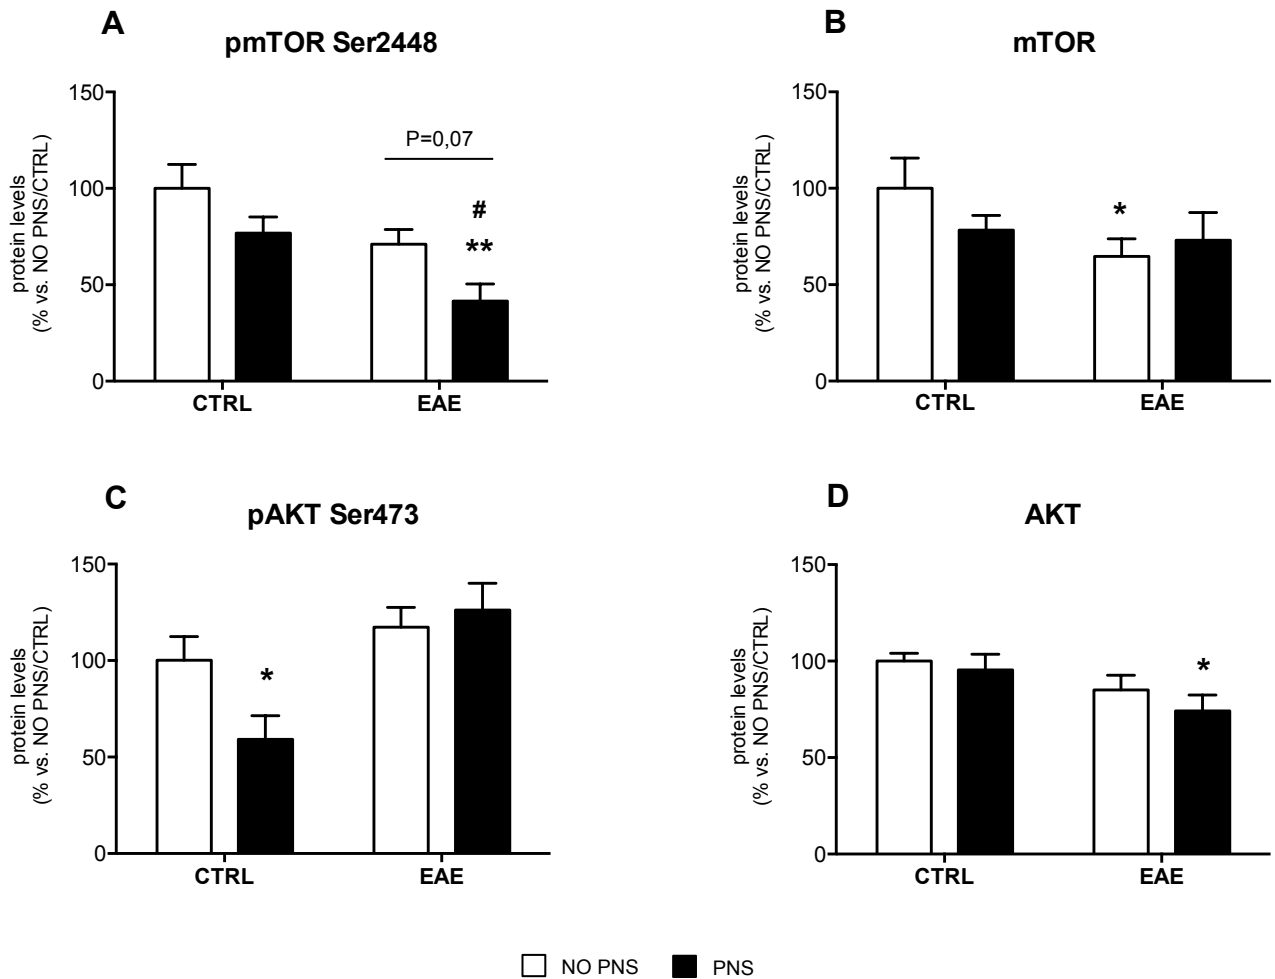 A
pmTOR Ser2448
150
100
50
0
protein levels
(% vs. NO PNS/CTRL)
P=0,07
#
**
CTRL
EAE
B
mTOR
150
100
50
0
protein levels
(% vs. NO PNS/CTRL)
*
CTRL
EAE
C
pAKT Ser473
150
100
50
0
protein levels
(% vs. NO PNS/CTRL)
*
CTRL
EAE
D
AKT
150
100
50
0
protein levels
(% vs. NO PNS/CTRL)
*
CTRL
EAE
NO PNS
PNS